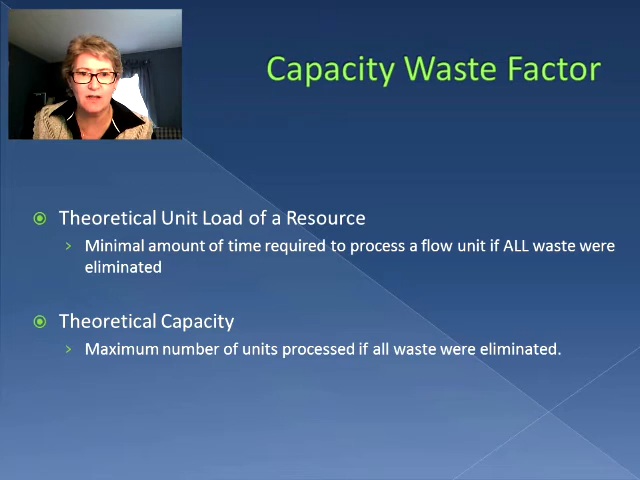 Capacity Waste Factor
Theoretical Unit Load of a Resource
Minimal amount of time required to process a flow unit if ALL waste were
eliminated
Theoretical Capacity
Maximum number of units processed if all waste were eliminated.